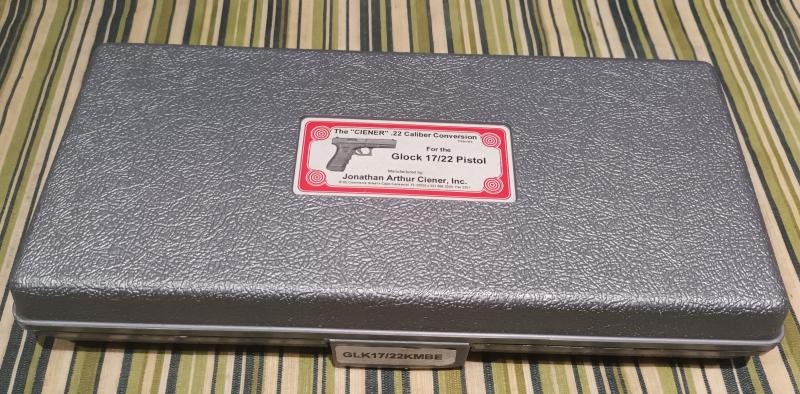 The "CIENER" .22 Caliber Conversion
For the
Glock 17/22 Pistol
Manufactured by:
Jonathan Arthur Ciener, Inc.
GLK17/22KMBE